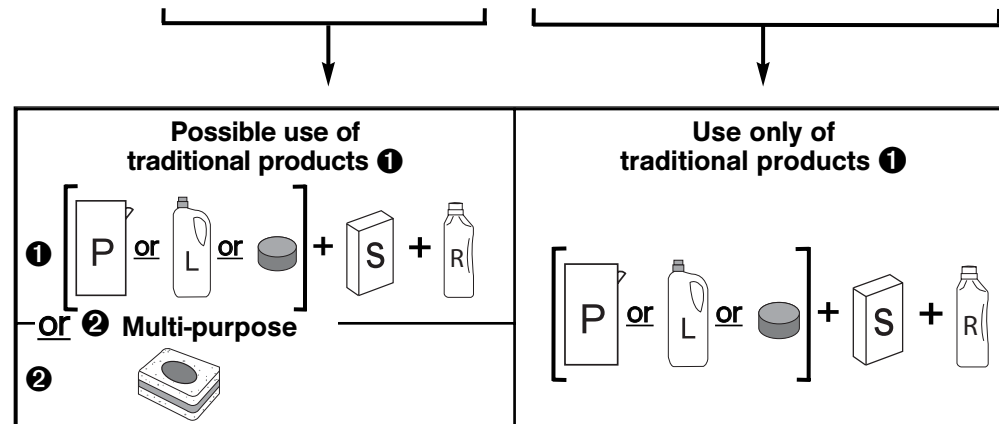 Possible use of
traditional products ❶
❶ P or L or + S + R
or ❷ Multi-purpose
❷
Use only of
traditional products ❶
P or L or + S + R